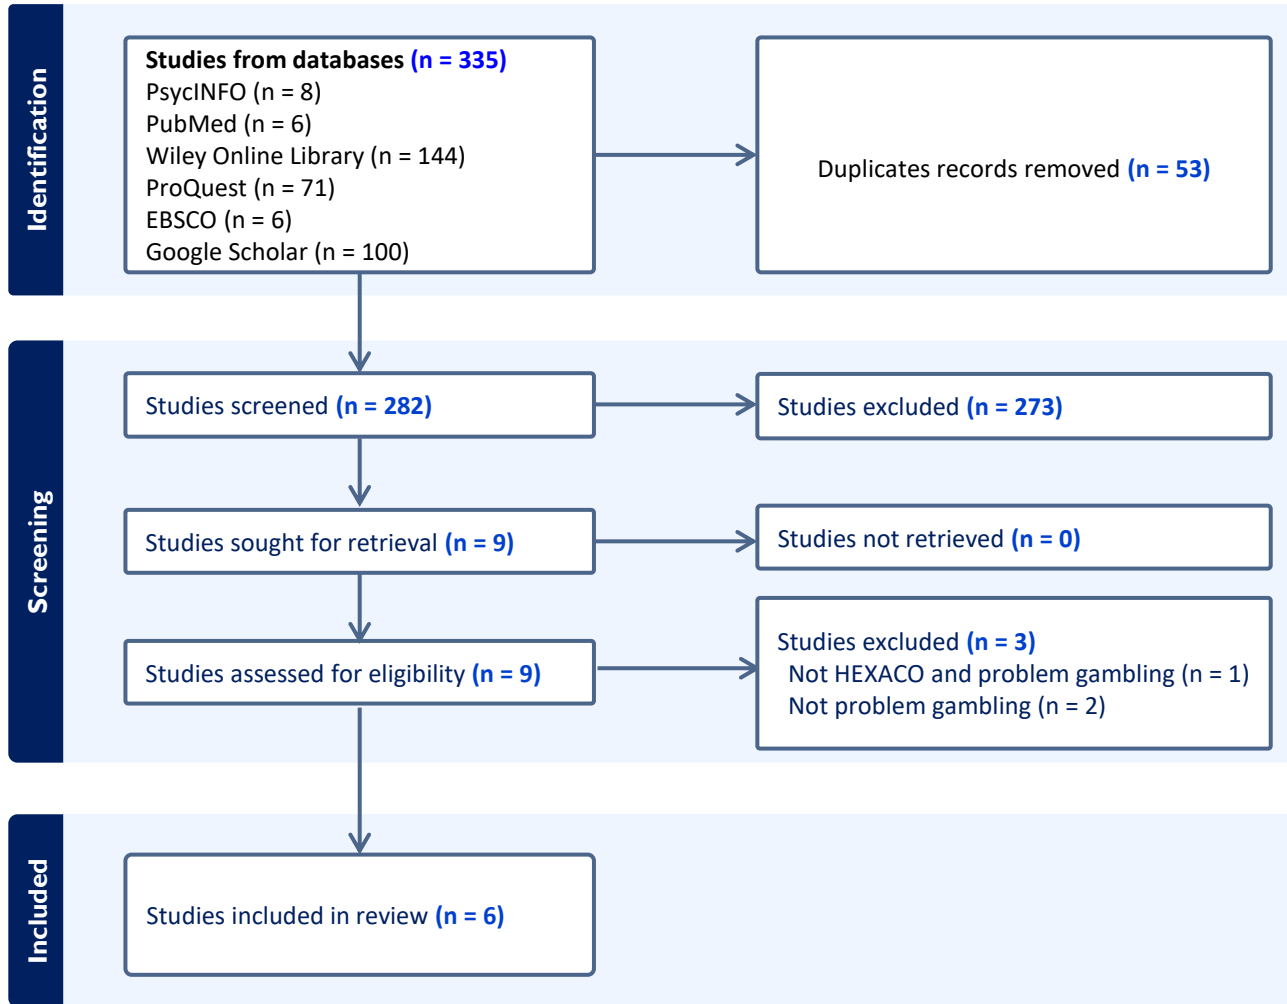 Identification
Studies from databases (n = 335)
PsycINFO (n = 8)
PubMed (n = 6)
Wiley Online Library (n = 144)
ProQuest (n = 71)
EBSCO (n = 6)
Google Scholar (n = 100)
Duplicates records removed (n = 53)
Screening
Studies screened (n = 282)
Studies excluded (n = 273)
Studies sought for retrieval (n = 9)
Studies not retrieved (n = 0)
Studies assessed for eligibility (n = 9)
Studies excluded (n = 3)
Not HEXACO and problem gambling (n = 1)
Not problem gambling (n = 2)
Included
Studies included in review (n = 6)